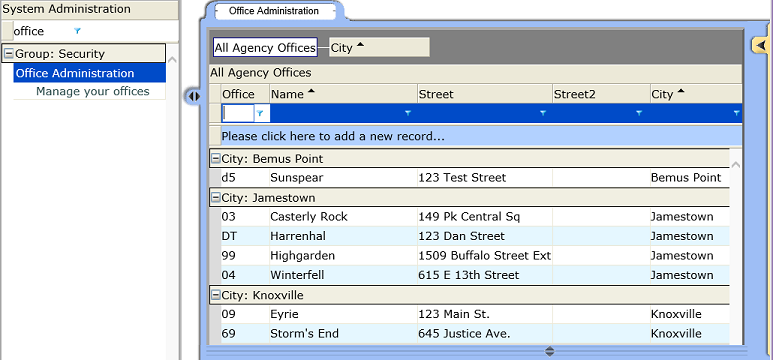 System Administration
office
Group: Security
Office Administration
Manage your offices
Office Administration
All Agency Offices City
All Agency Offices
Office Name Street Street2 City
Please click here to add a new record...
City: Bemus Point
d5 Sunspear 123 Test Street Bemus Point
City: Jamestown
03 Casterly Rock 149 Pk Central Sq Jamestown
DT Harrenhal 123 Dan Street Jamestown
99 Highgarden 1509 Buffalo Street Ext Jamestown
04 Winterfell 615 E 13th Street Jamestown
City: Knoxville
09 Eyrie 123 Main St. Knoxville
69 Storm's End 645 Justice Ave. Knoxville